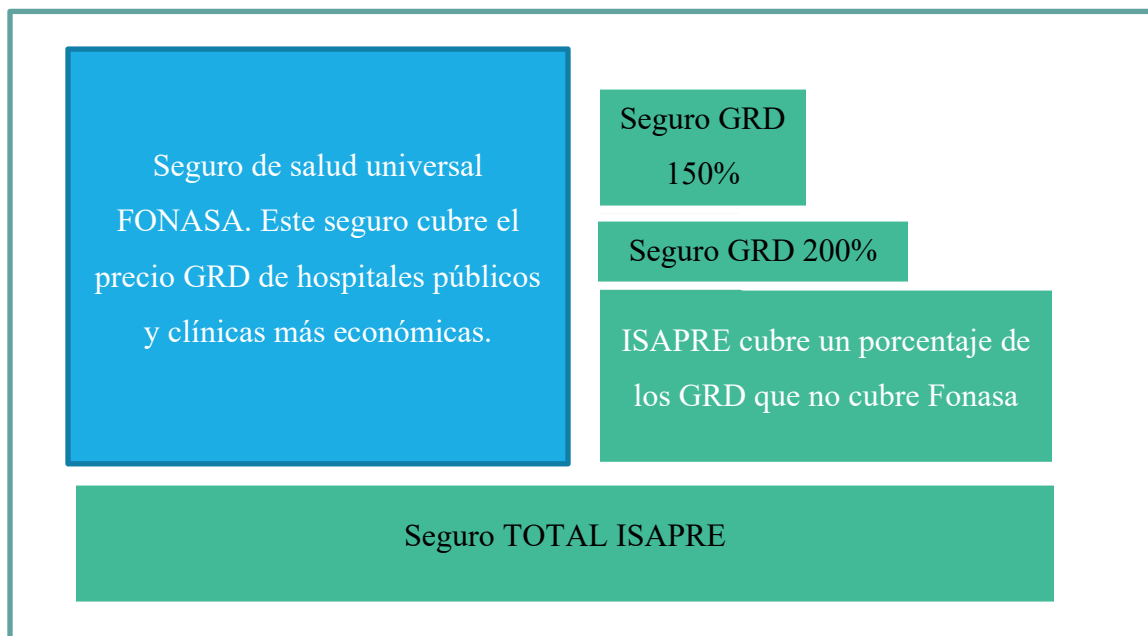 Seguro de salud universal
FONASA. Este seguro cubre el
precio GRD de hospitales públicos
y clínicas más económicas.
Seguro GRD
150%
Seguro GRD 200%
ISAPRE cubre un porcentaje de
los GRD que no cubre Fonasa
Seguro TOTAL ISAPRE